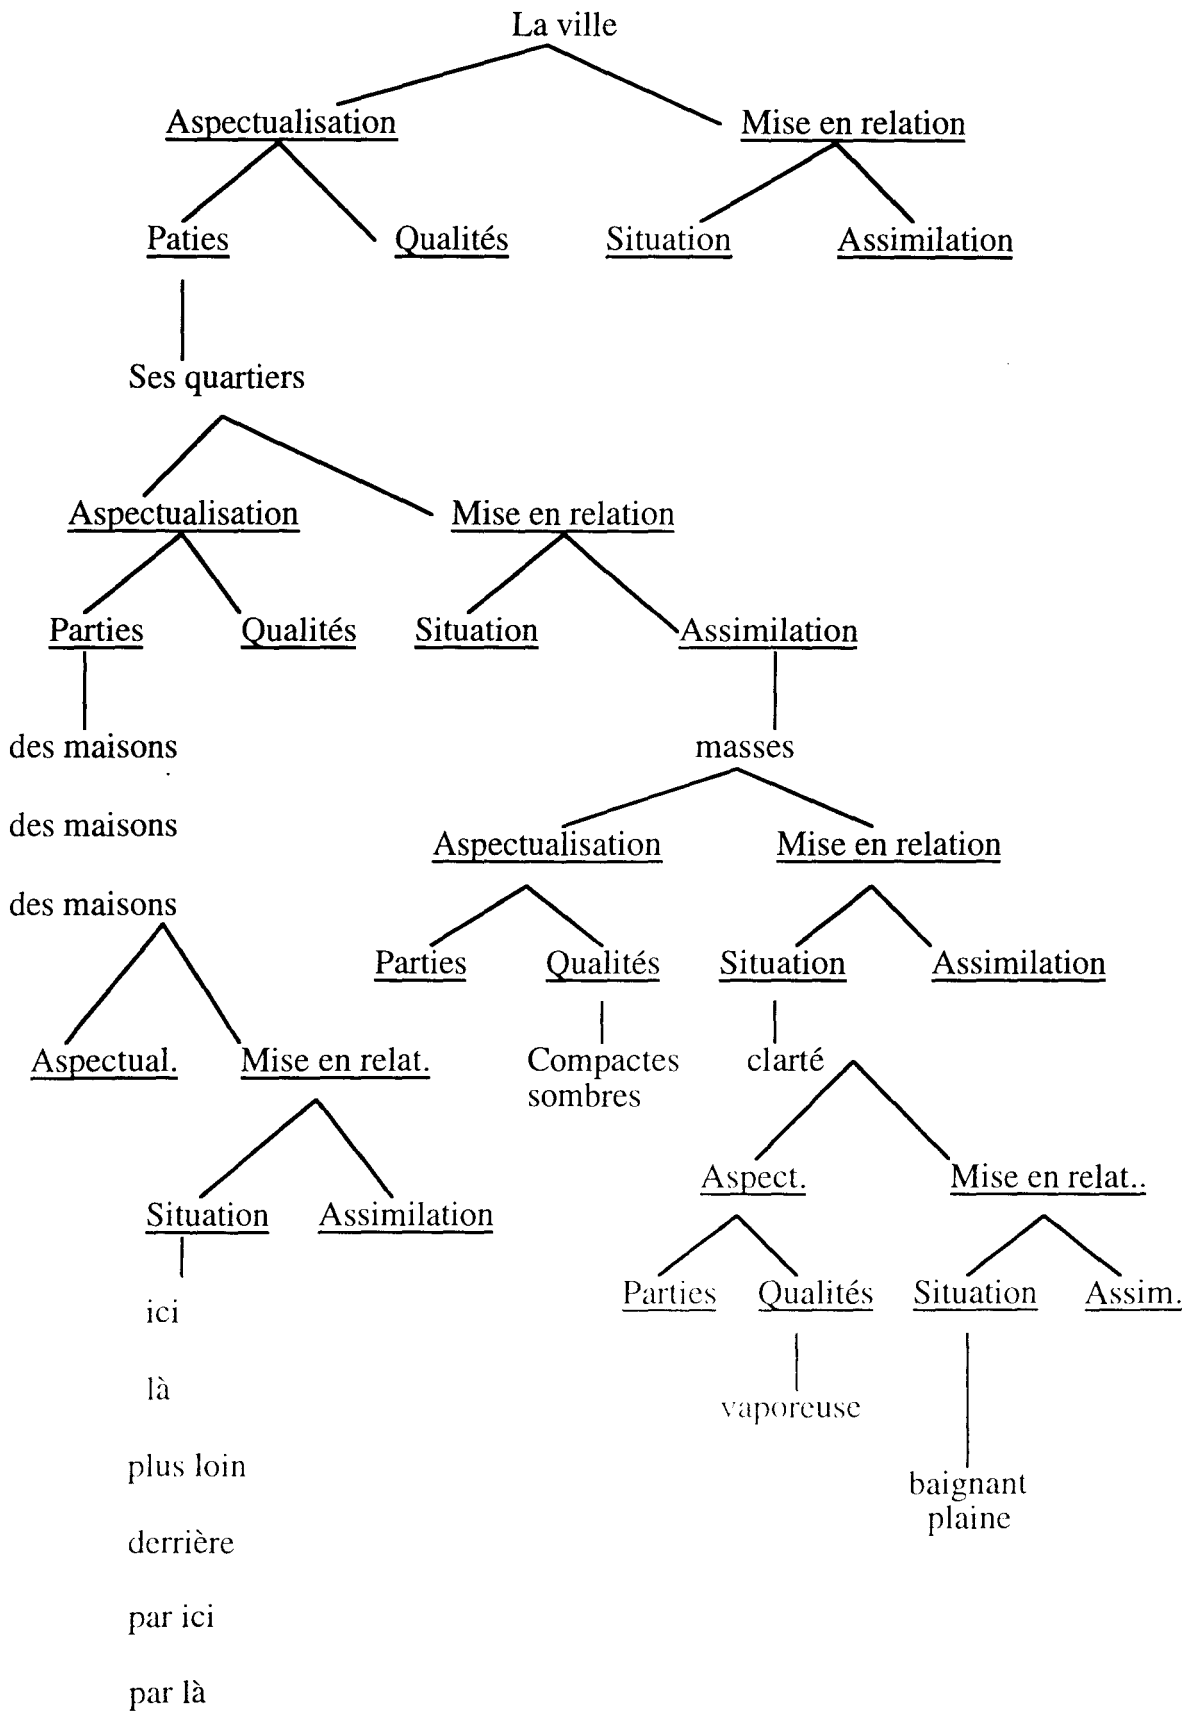 La ville
Aspectualisation
Mise en relation
Paties
Qualités
Situation
Assimilation
Ses quartiers
Aspectualisation
Mise en relation
Parties
Qualités
Situation
Assimilation
des maisons
masses
des maisons
Aspectualisation
Mise en relation
des maisons
Parties
Qualités
Situation
Assimilation
Aspectual.
Mise en relat.
Compactes
sombres
clarté
Aspect.
Mise en relat..
Situation
Assimilation
Parties
Qualités
Situation
Assim.
ici
là
vaporeuse
plus loin
baignant
plaine
derrière
par ici
par là